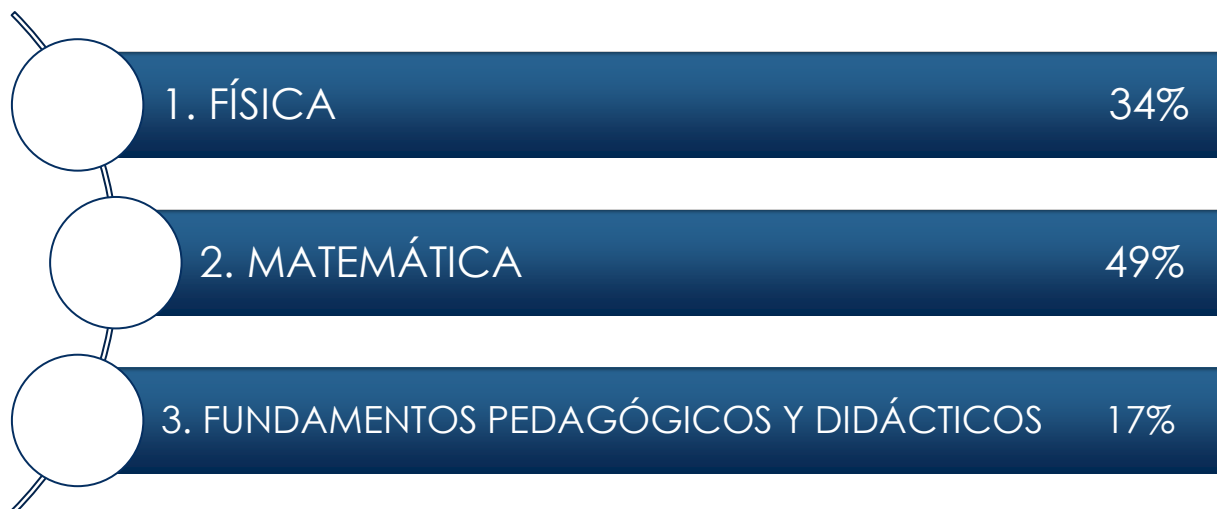 1. FÍSICA 34%
2. MATEMÁTICA 49%
3. FUNDAMENTOS PEDAGÓGICOS Y DIDÁCTICOS 17%